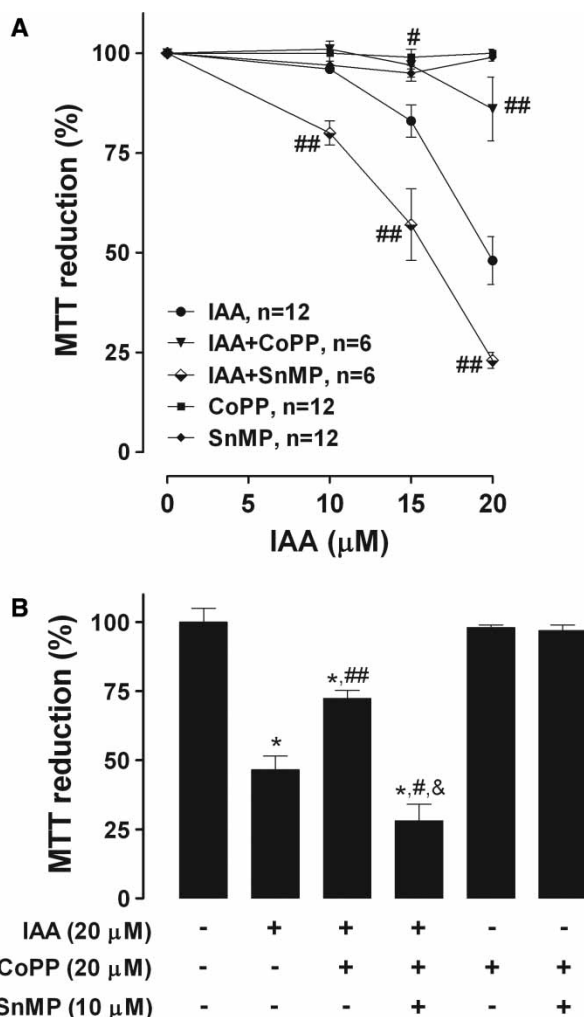 A
MTT reduction (%)
100
75
50
25
0
#
##
##
##
##
IAA, n=12
IAA+CoPP, n=6
IAA+SnMP, n=6
CoPP, n=12
SnMP, n=12
0 5 10 15 20
IAA (μM)
B
MTT reduction (%)
100
75
50
25
0
*
*,##
*,#,&
IAA (20 μM) - + + + - -
CoPP (20 μM) - - + + + +
SnMP (10 μM) - - - + - +